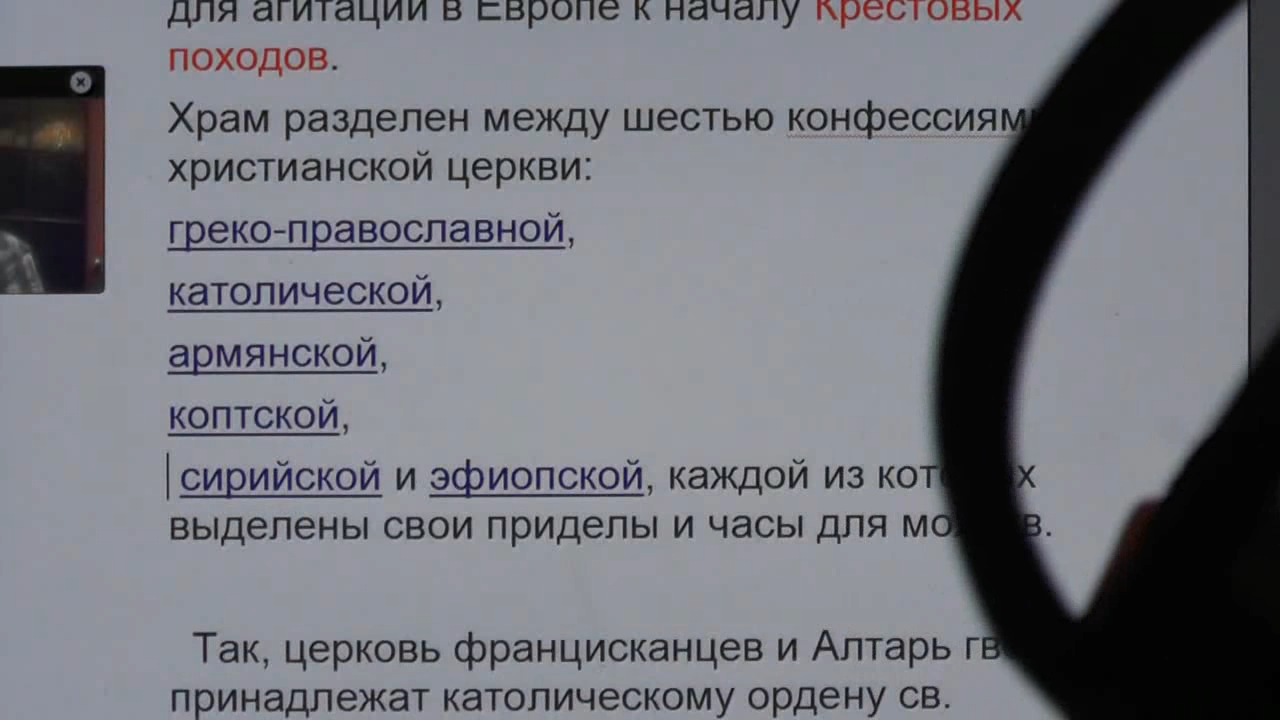 для агитации в Европе к началу Крестовых
походов.
Храм разделен между шестью
христианской церкви:
греко-православной,
католической,
армянской,
коптской,
сирийской и эфиопской, каждой из
выделены свои приделы и часы для
Так, церковь францисканцев и Алтарь
принадлежат католическому ордену св.